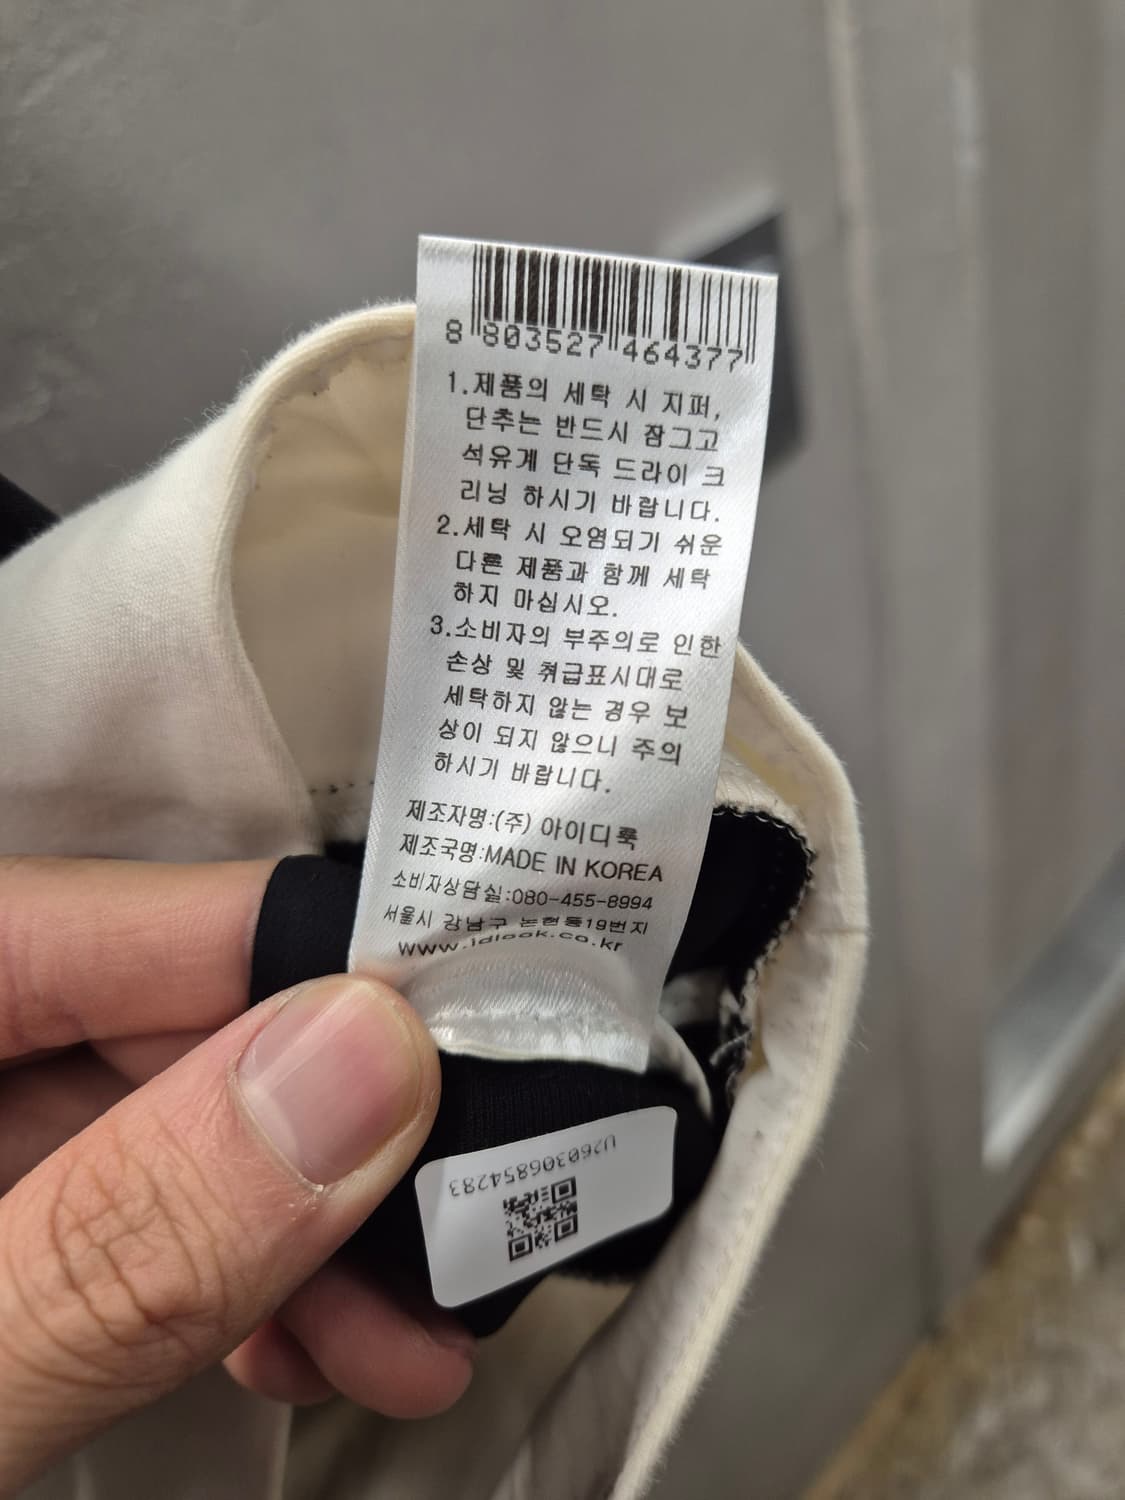 8 803527 464377
1.제품의 세탁 시 지퍼,
단추는 반드시 잠그고
석유계 단독 드라이 크
리닝 하시기 바랍니다.
2.세탁 시 오염되기 쉬운
다른 제품과 함께 세탁
하지 마십시오.
3.소비자의 부주의로 인한
손상 및 취급표시대로
세탁하지 않는 경우 보
상이 되지 않으니 주의
하시기 바랍니다.
제조자명:(주) 아이디룩
제조국명:MADE IN KOREA
소비자상담실:080-455-8994
서울시 강남구 논현동19번지
www.idlook.co.kr
U260306854283